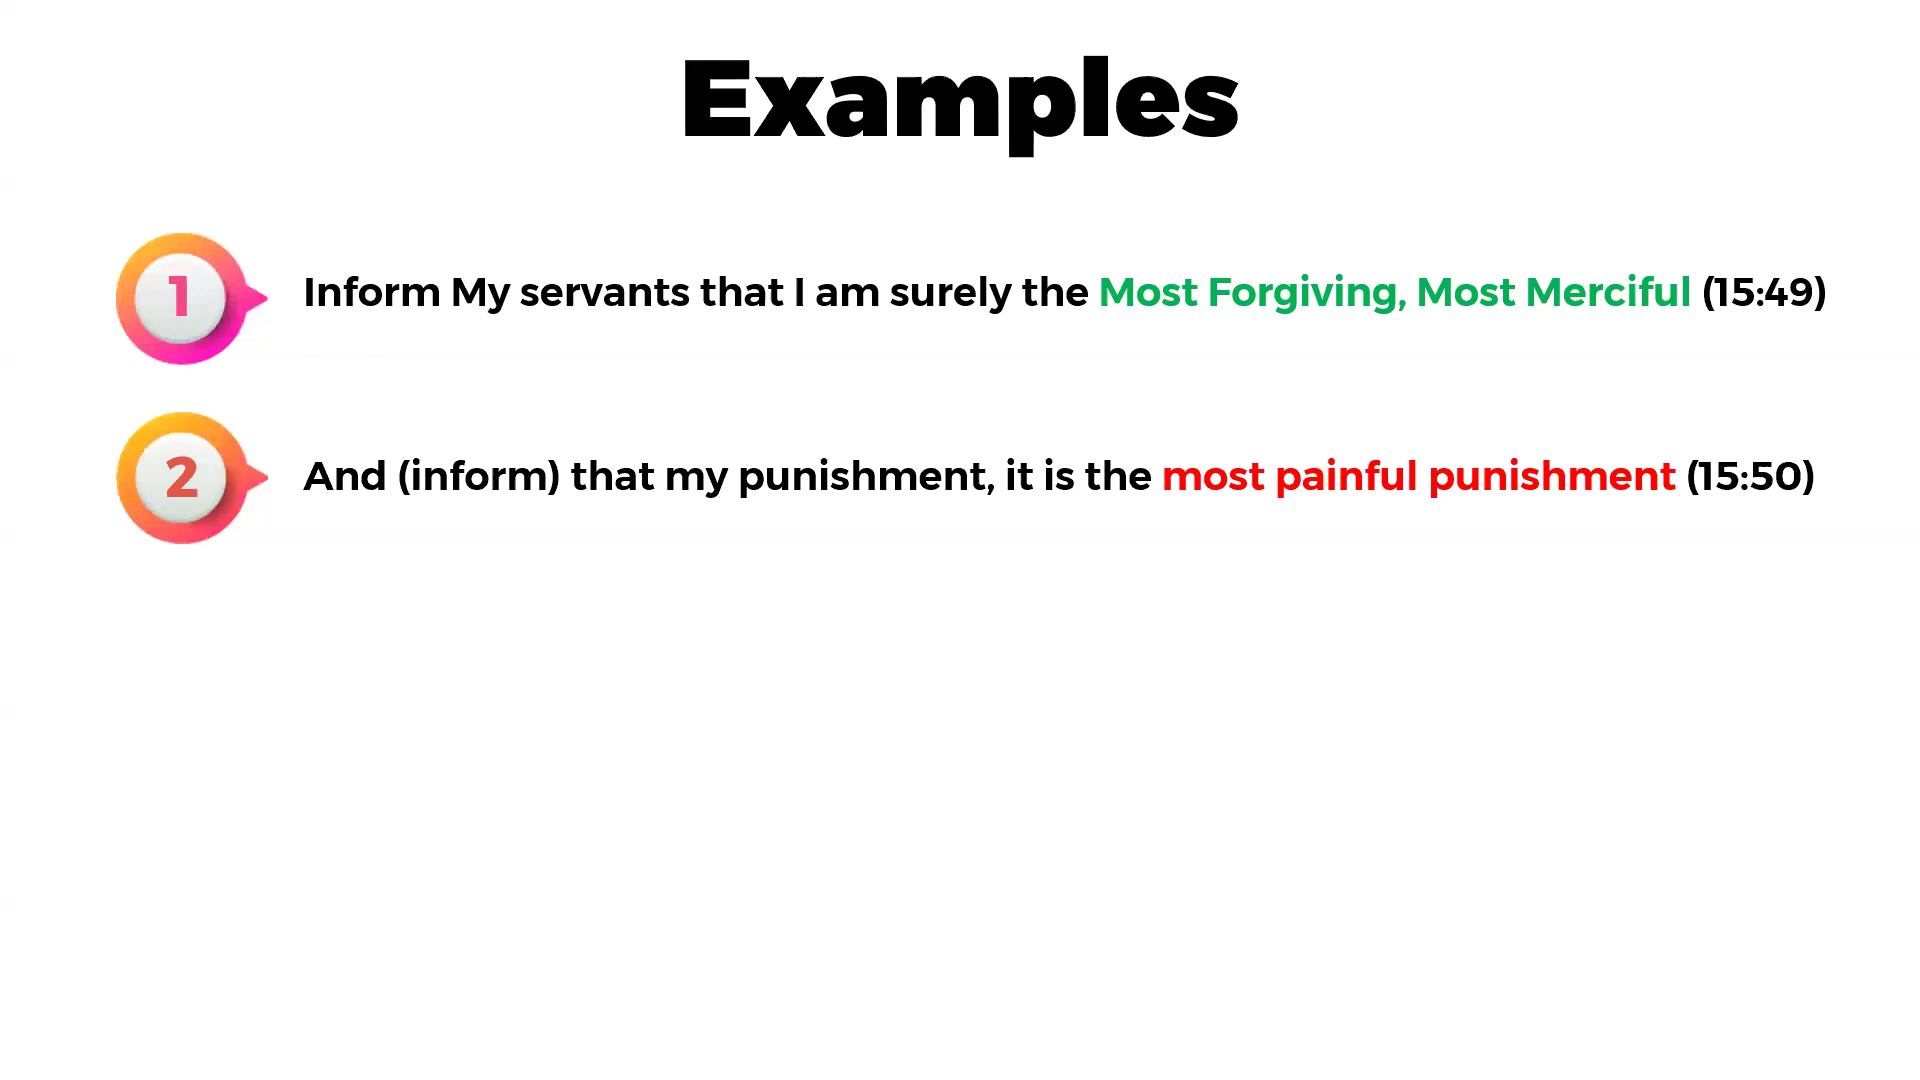 Examples
1 Inform My servants that I am surely the Most Forgiving, Most Merciful (15:49)
2 And (inform) that my punishment, it is the most painful punishment (15:50)